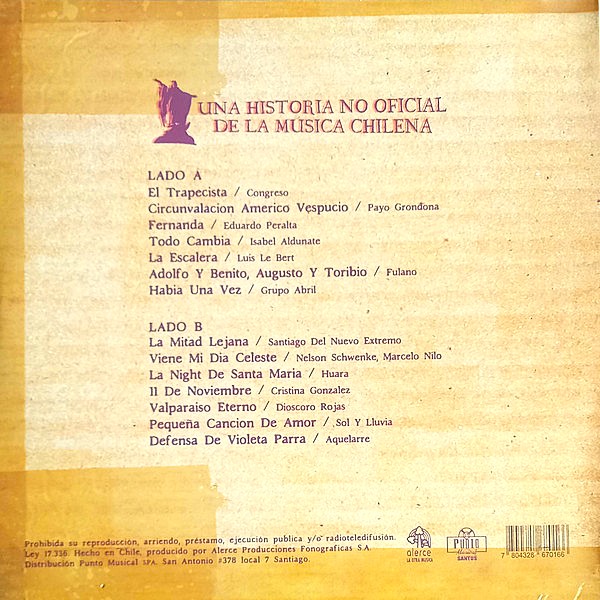 UNA HISTORIA NO OFICIAL
DE LA MÚSICA CHILENA
LADO A
El Trapecista / Congreso
Circunvalacion Americo Vespucio / Payo Grondona
Fernanda / Eduardo Peralta
Todo Cambia / Isabel Aldunate
La Escalera / Luis Le Bert
Adolfo Y Benito, Augusto Y Toribio / Fulano
Habia Una Vez / Grupo Abril
LADO B
La Mitad Lejana / Santiago Del Nuevo Extremo
Viene Mi Dia Celeste / Nelson Schwenke, Marcelo Nilo
La Night De Santa Maria / Huara
11 De Noviembre / Cristina Gonzalez
Valparaiso Eterno / Dioscoro Rojas
Pequeña Cancion De Amor / Sol Y Lluvia
Defensa De Violeta Parra / Aquelarre
Prohibida su reproducción, arriendo, préstamo, ejecución publica y/o radioteledifusión.
Ley 17.336. Hecho en Chile, producido por Alerce Producciones Fonograficas S.A.
Distribución Punto Musical SPA. San Antonio #378 local 7 Santiago.
alerce
LA OTRA MÚSICA
PUNTO
Musical
SANTOS
7 804328 670166